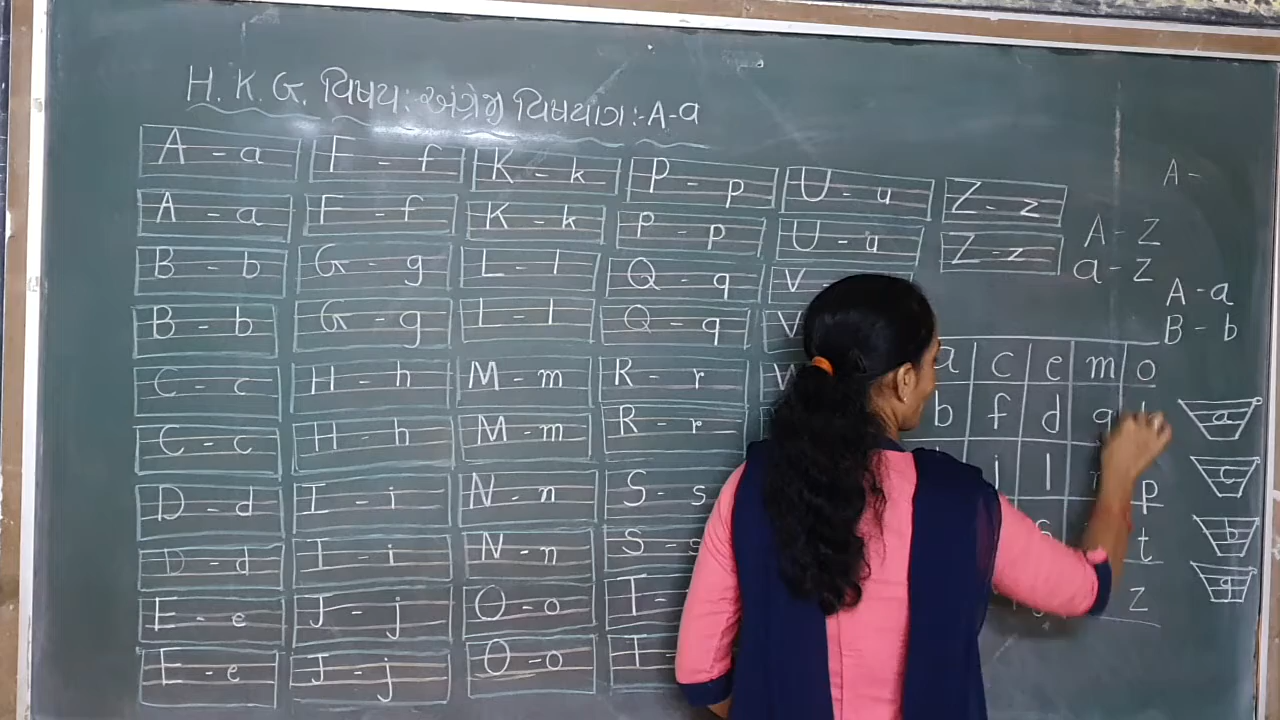 H. K. G. વિષય: અંગ્રેજી વિષયાંગ:- A-a
A - a F - f K - k P - p U - u Z - z
A - a F - f K - k P - p U - u Z - z
B - b G - g L - l Q - q V -
B - b G - g L - l Q - q V
C - c H - h M - m R - r W
C - c H - h M - m R - r
D - d I - i N - n S - s
D - d I - i N - n S - s
E - e J - j O - o T -
E - e J - j O - o T -
A -
A - Z
a - z
A - a
B - b
a c e m o
b f d q
j l p
t
z
a
c
b